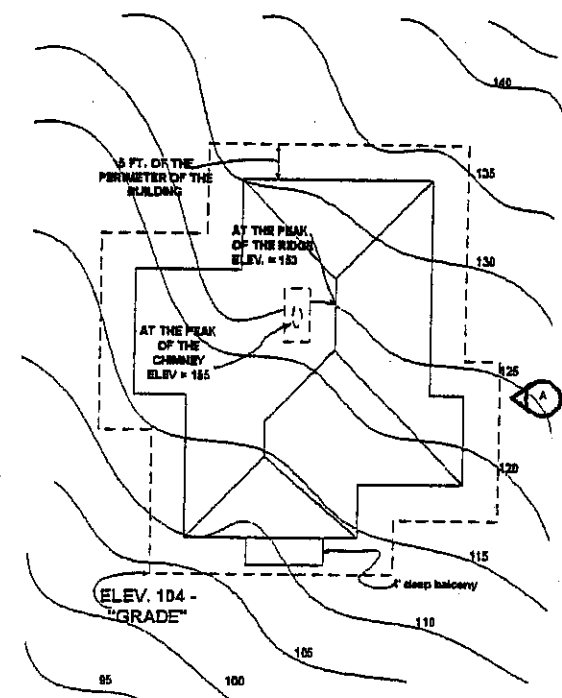 140
5 FT. OF THE
PERIMETER OF THE
BUILDING
135
AT THE PEAK
OF THE RIDGE
ELEV. = 153
130
AT THE PEAK
OF THE
CHIMNEY
ELEV = 155
125
A
120
115
4' deep balcony
ELEV. 104 -
"GRADE"
110
105
100
95